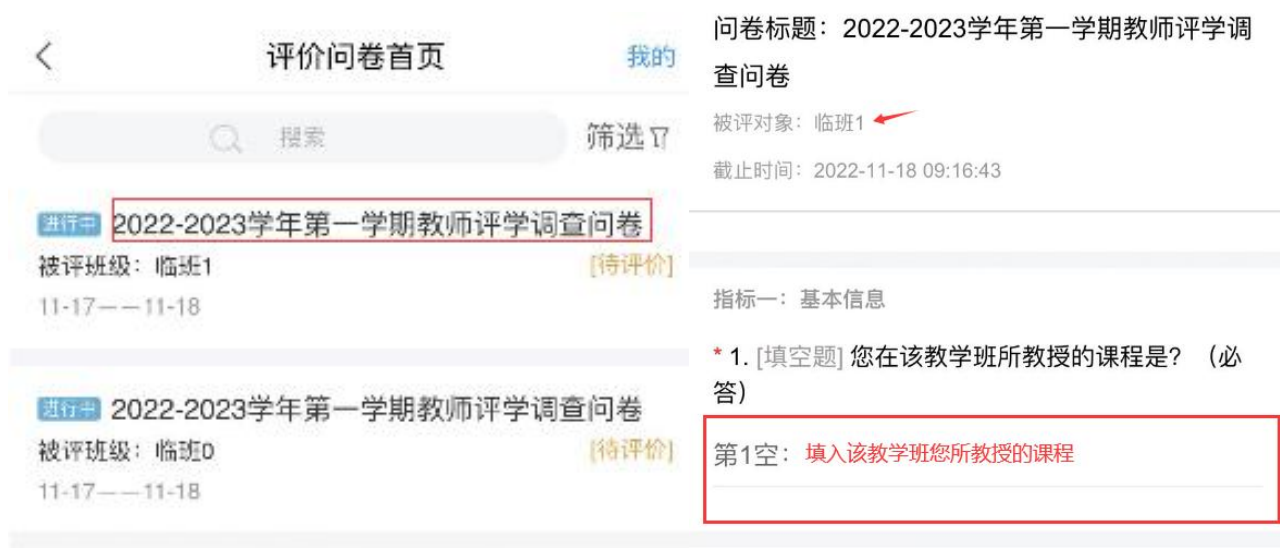 评价问卷首页
我的
搜索
筛选
进行中 2022-2023学年第一学期教师评学调查问卷
被评班级：临班1
[待评价]
11-17——11-18
进行中 2022-2023学年第一学期教师评学调查问卷
被评班级：临班0
[待评价]
11-17——11-18
问卷标题：2022-2023学年第一学期教师评学调
查问卷
被评对象：临班1
截止时间：2022-11-18 09:16:43
指标一：基本信息
* 1. [填空题] 您在该教学班所教授的课程是？（必
答）
第1空：填入该教学班您所教授的课程